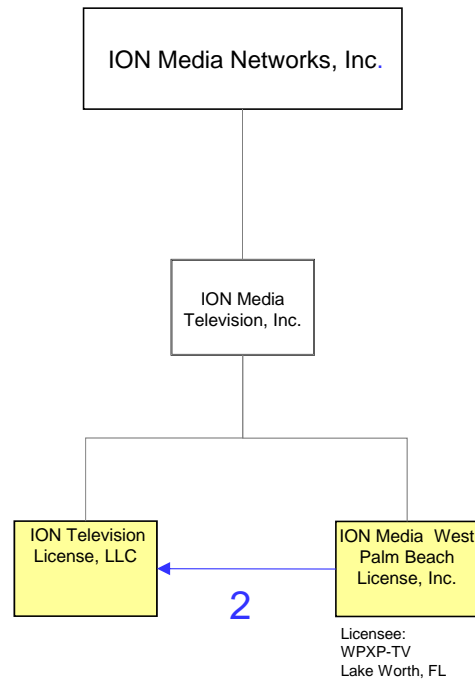 ION Media Networks, Inc.
ION Media
Television, Inc.
ION Television
License, LLC
ION Media West
Palm Beach
License, Inc.
2
Licensee:
WPXP-TV
Lake Worth, FL